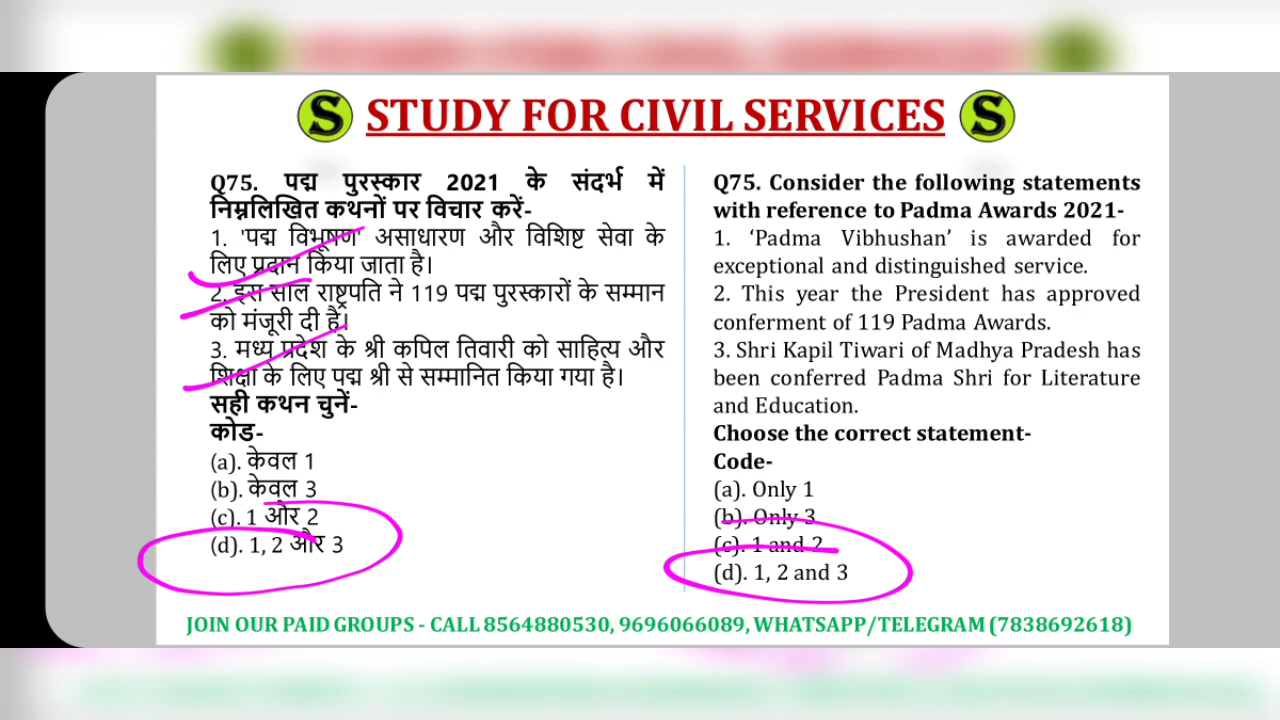 S STUDY FOR CIVIL SERVICES S
Q75. पद्म पुरस्कार 2021 के संदर्भ में
निम्नलिखित कथनों पर विचार करें-
1. 'पद्म विभूषण' असाधारण और विशिष्ट सेवा के
लिए प्रदान किया जाता है।
2. इस साल राष्ट्रपति ने 119 पद्म पुरस्कारों के सम्मान
को मंजूरी दी है।
3. मध्य प्रदेश के श्री कपिल तिवारी को साहित्य और
शिक्षा के लिए पद्म श्री से सम्मानित किया गया है।
सही कथन चुनें-
कोड-
(a). केवल 1
(b). केवल 3
(c). 1 और 2
(d). 1, 2 और 3
Q75. Consider the following statements
with reference to Padma Awards 2021-
1. ‘Padma Vibhushan’ is awarded for
exceptional and distinguished service.
2. This year the President has approved
conferment of 119 Padma Awards.
3. Shri Kapil Tiwari of Madhya Pradesh has
been conferred Padma Shri for Literature
and Education.
Choose the correct statement-
Code-
(a). Only 1
(b). Only 3
(c). 1 and 2
(d). 1, 2 and 3
JOIN OUR PAID GROUPS - CALL 8564880530, 9696066089, WHATSAPP/TELEGRAM (7838692618)